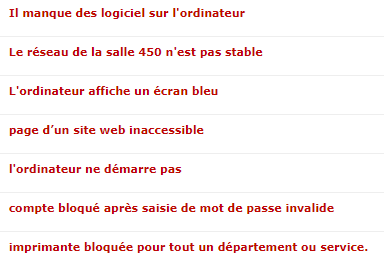 Il manque des logiciel sur l'ordinateur
Le réseau de la salle 450 n'est pas stable
L'ordinateur affiche un écran bleu
page d’un site web inaccessible
l'ordinateur ne démarre pas
compte bloqué après saisie de mot de passe invalide
imprimante bloquée pour tout un département ou service.